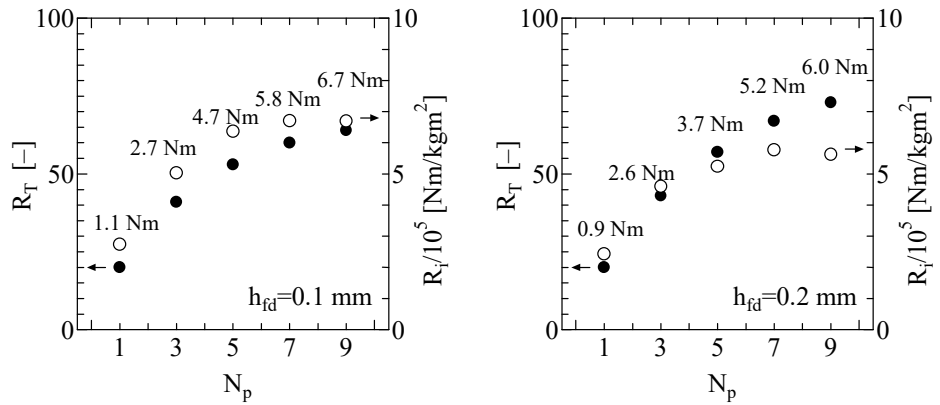 100
50
0
R_T [−]
10
5
0
R_i/10^5 [Nm/kgm^2]
1.1 Nm
2.7 Nm
4.7 Nm
5.8 Nm
6.7 Nm
h_fd=0.1 mm
1 3 5 7 9
N_p
100
50
0
R_T [−]
10
5
0
R_i/10^5 [Nm/kgm^2]
0.9 Nm
2.6 Nm
3.7 Nm
5.2 Nm
6.0 Nm
h_fd=0.2 mm
1 3 5 7 9
N_p